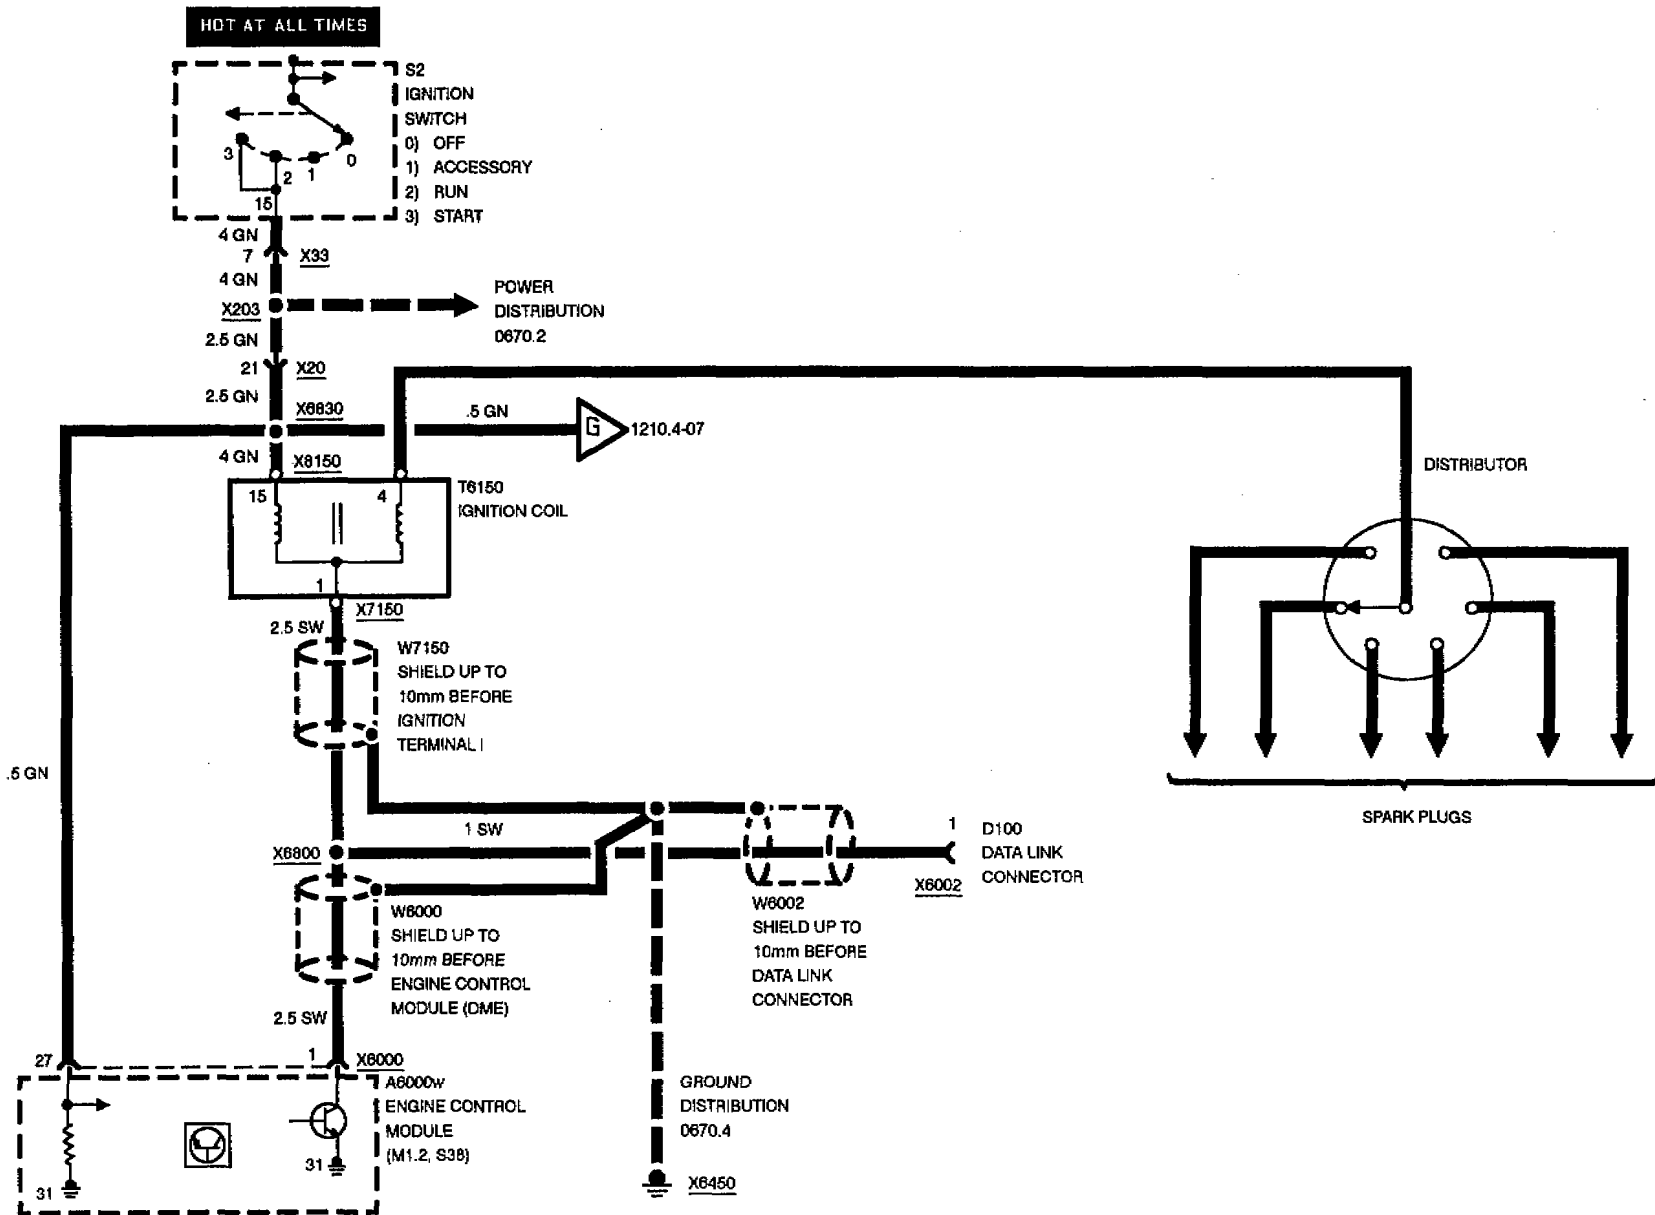 HOT AT ALL TIMES
S2
IGNITION
SWITCH
0) OFF
1) ACCESSORY
2) RUN
3) START
3
2
1
0
15
4 GN
7
X33
4 GN
X203
POWER
DISTRIBUTION
0670.2
2.5 GN
21
X20
2.5 GN
X6830
.5 GN
G
1210.4-07
4 GN
X8150
15
4
T6150
IGNITION COIL
1
X7150
2.5 SW
W7150
SHIELD UP TO
10mm BEFORE
IGNITION
TERMINAL I
DISTRIBUTOR
SPARK PLUGS
.5 GN
1 SW
X6800
1
D100
DATA LINK
CONNECTOR
X6002
W6000
SHIELD UP TO
10mm BEFORE
ENGINE CONTROL
MODULE (DME)
W6002
SHIELD UP TO
10mm BEFORE
DATA LINK
CONNECTOR
2.5 SW
27
1
X6000
A6000w
ENGINE CONTROL
MODULE
(M1.2, S38)
31
31
GROUND
DISTRIBUTION
0670.4
X6450